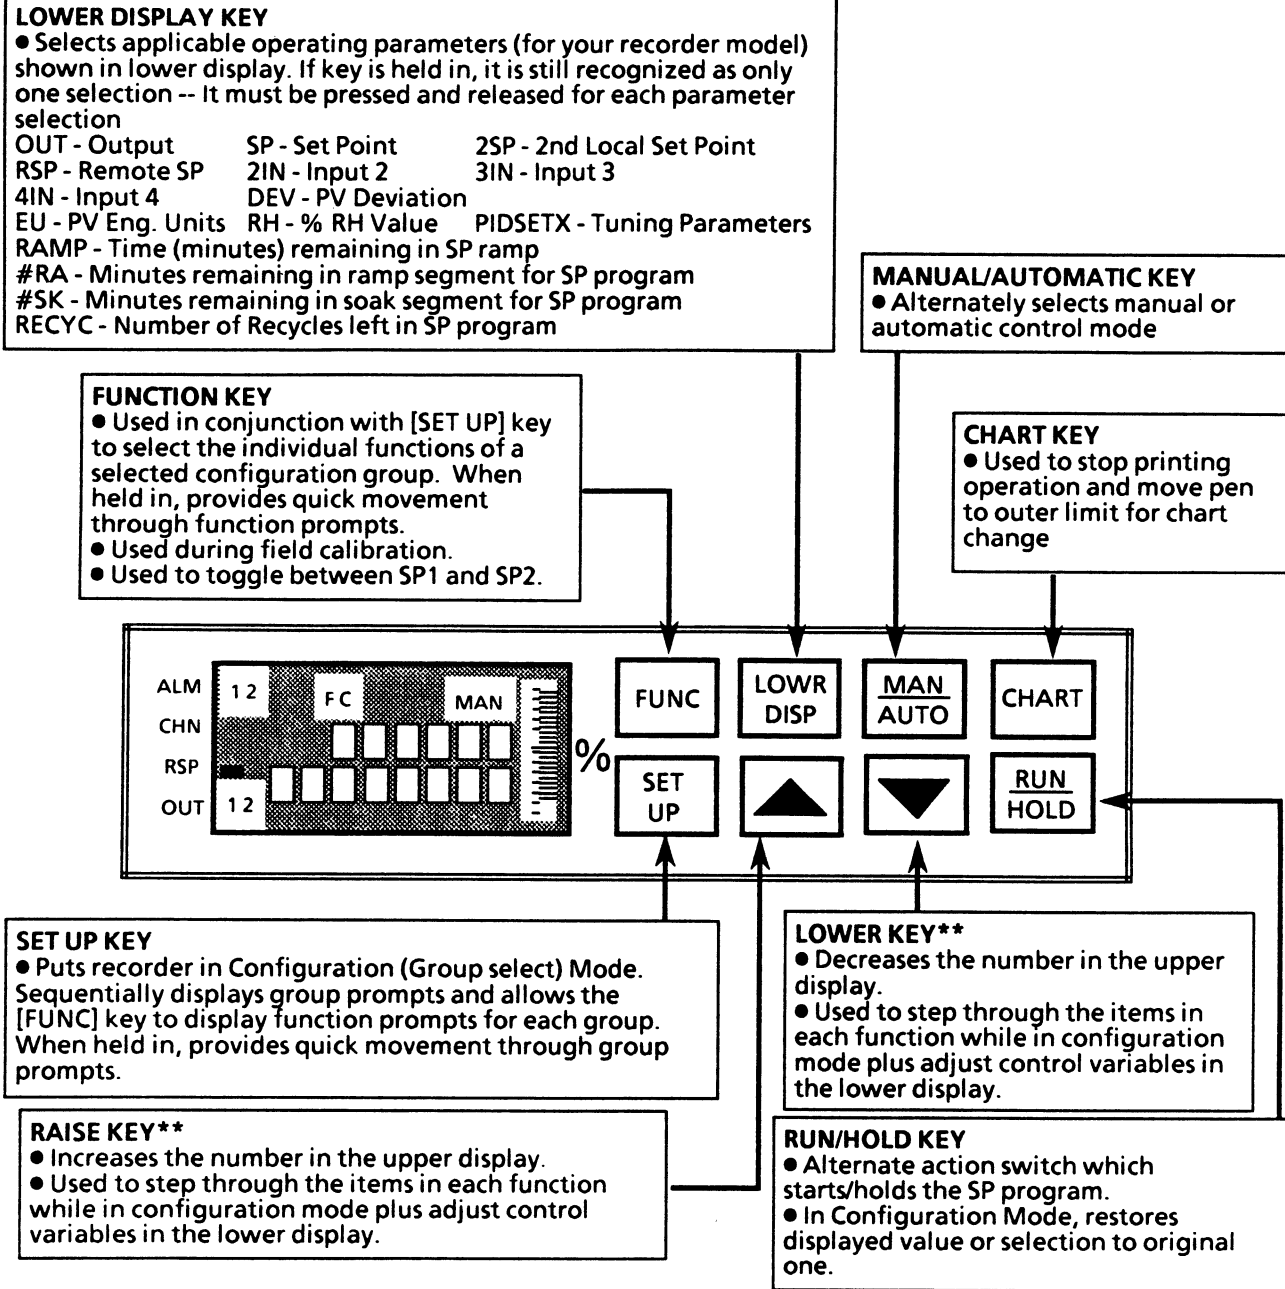 LOWER DISPLAY KEY
● Selects applicable operating parameters (for your recorder model)
shown in lower display. If key is held in, it is still recognized as only
one selection -- It must be pressed and released for each parameter
selection
OUT - Output SP - Set Point 2SP - 2nd Local Set Point
RSP - Remote SP 2IN - Input 2 3IN - Input 3
4IN - Input 4 DEV - PV Deviation
EU - PV Eng. Units RH - % RH Value PIDSETX - Tuning Parameters
RAMP - Time (minutes) remaining in SP ramp
#RA - Minutes remaining in ramp segment for SP program
#SK - Minutes remaining in soak segment for SP program
RECYC - Number of Recycles left in SP program
MANUAL/AUTOMATIC KEY
● Alternately selects manual or
automatic control mode
FUNCTION KEY
● Used in conjunction with [SET UP] key
to select the individual functions of a
selected configuration group. When
held in, provides quick movement
through function prompts.
● Used during field calibration.
● Used to toggle between SP1 and SP2.
CHART KEY
● Used to stop printing
operation and move pen
to outer limit for chart
change
ALM 1 2 F C MAN
CHN
RSP
OUT 1 2
%
FUNC
LOWR
DISP
MAN
AUTO
CHART
SET
UP
RUN
HOLD
SET UP KEY
● Puts recorder in Configuration (Group select) Mode.
Sequentially displays group prompts and allows the
[FUNC] key to display function prompts for each group.
When held in, provides quick movement through group
prompts.
LOWER KEY**
● Decreases the number in the upper
display.
● Used to step through the items in
each function while in configuration
mode plus adjust control variables in
the lower display.
RAISE KEY**
● Increases the number in the upper display.
● Used to step through the items in each function
while in configuration mode plus adjust control
variables in the lower display.
RUN/HOLD KEY
● Alternate action switch which
starts/holds the SP program.
● In Configuration Mode, restores
displayed value or selection to original
one.